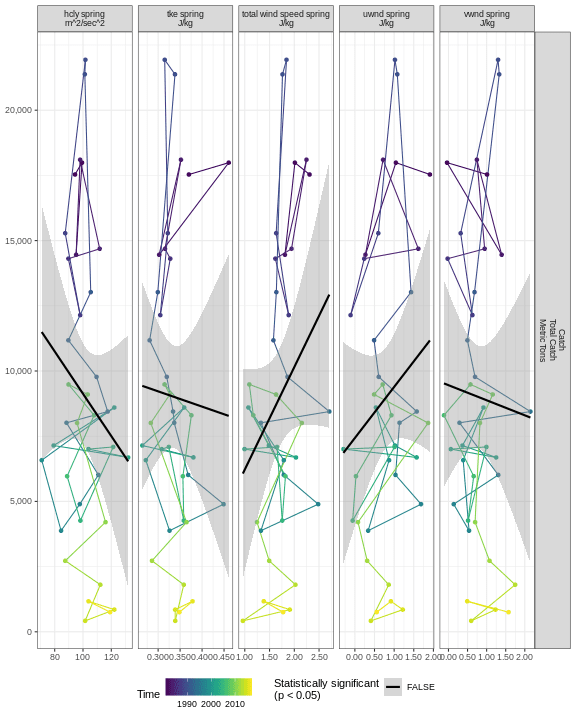 hdly spring
m^2/sec^2
tke spring
J/kg
total wind speed spring
J/kg
uwnd spring
J/kg
vwnd spring
J/kg
20,000
15,000
10,000
5,000
0
Catch
Total Catch
Metric Tons
80 100 120
0.300 0.350 0.400 0.450
1.00 1.50 2.00 2.50
0.00 0.50 1.00 1.50 2.00
0.00 0.50 1.00 1.50 2.00
Time
1990 2000 2010
Statistically significant
(p < 0.05)
FALSE